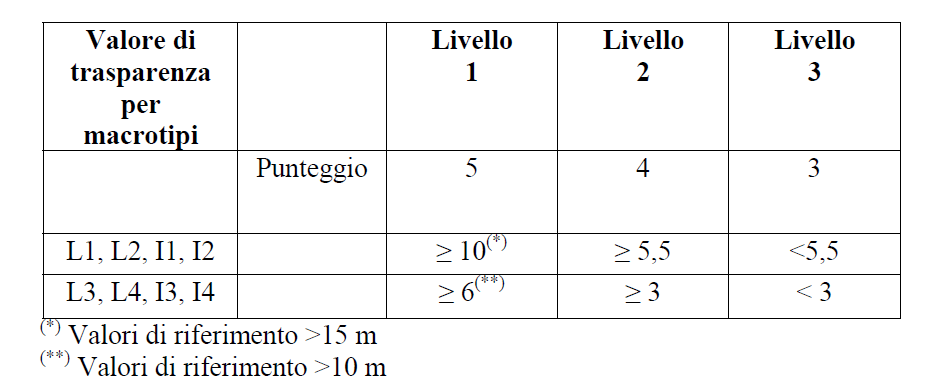 Valore di trasparenza per macrotipi Livello 1 Livello 2 Livello 3
Punteggio 5 4 3
L1, L2, I1, I2 ≥ 10(*) ≥ 5,5 <5,5
L3, L4, I3, I4 ≥ 6(**) ≥ 3 < 3
(*) Valori di riferimento >15 m
(**) Valori di riferimento >10 m